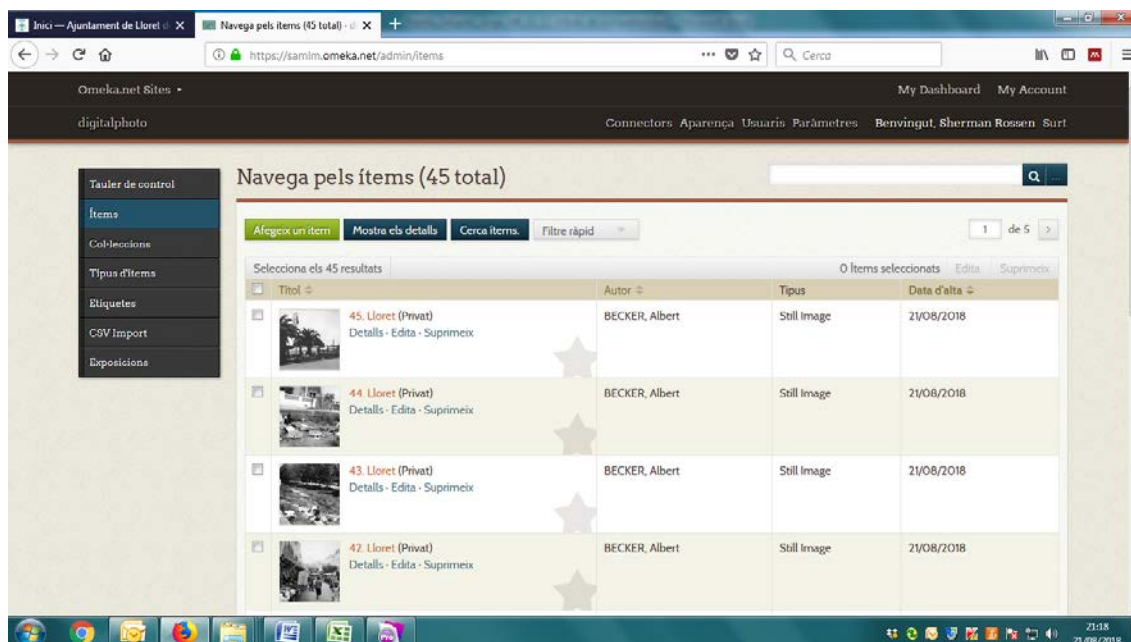 Inici — Ajuntament de Lloret d
Navega pels ítems (45 total) · d
https://samlm.omeka.net/admin/items
Cerca
Omeka.net Sites
My Dashboard My Account
digitalphoto
Connectors Aparença Usuaris Paràmetres Benvingut, Sherman Rossen Surt
Tauler de control
Ítems
Col·leccions
Tipus d'ítems
Etiquetes
CSV Import
Exposicions
Navega pels ítems (45 total)
...
Afegeix un ítem Mostra els detalls Cerca ítems. Filtre ràpid
1 de 5 >
Selecciona els 45 resultats 0 Ítems seleccionats Edita Suprimeix
Títol Autor Tipus Data d'alta
45. Lloret (Privat) BECKER, Albert Still Image 21/08/2018
Detalls · Edita · Suprimeix
44. Lloret (Privat) BECKER, Albert Still Image 21/08/2018
Detalls · Edita · Suprimeix
43. Lloret (Privat) BECKER, Albert Still Image 21/08/2018
Detalls · Edita · Suprimeix
42. Lloret (Privat) BECKER, Albert Still Image 21/08/2018
Detalls · Edita · Suprimeix
21:18
21/08/2018